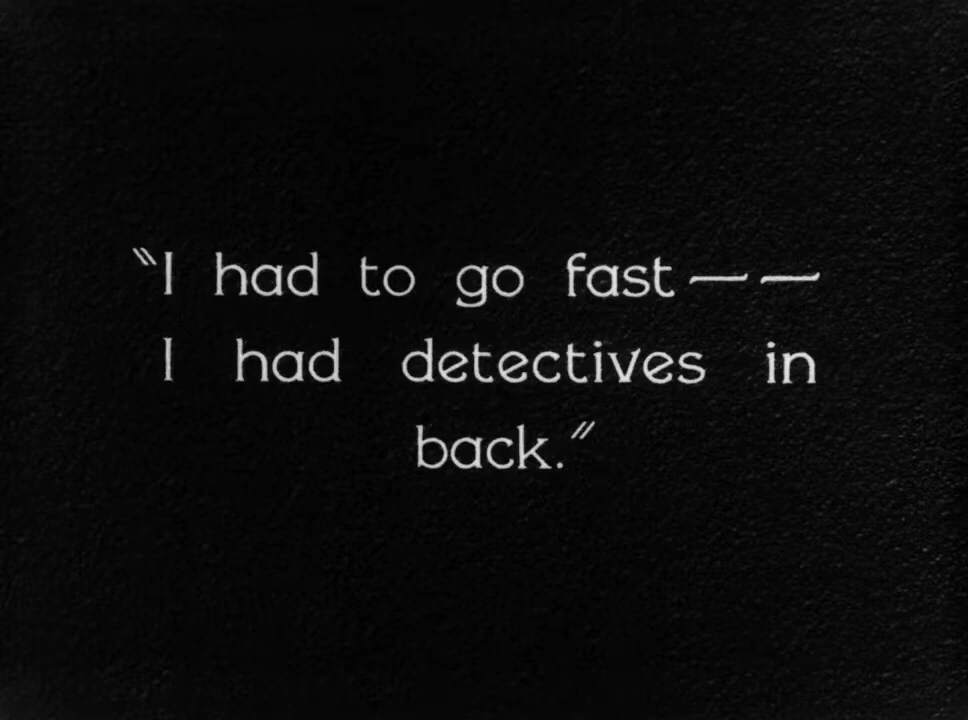 "I had to go fast — —
I had detectives in
back."